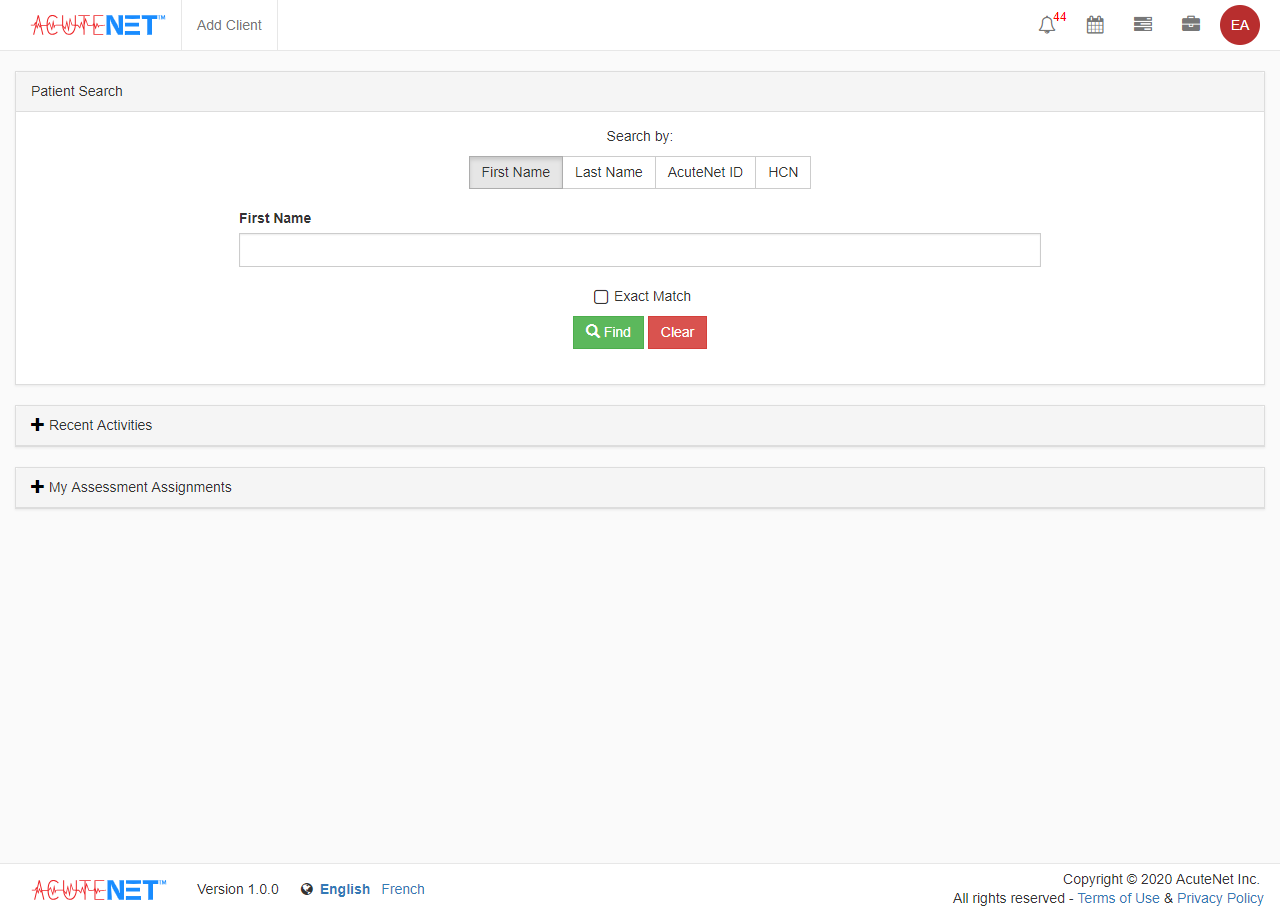 ACUTENET™ Add Client 44 EA
Patient Search
Search by:
First Name Last Name AcuteNet ID HCN
First Name
Exact Match
Find Clear
Recent Activities
My Assessment Assignments
ACUTENET™ Version 1.0.0 English French
Copyright © 2020 AcuteNet Inc.
All rights reserved - Terms of Use & Privacy Policy